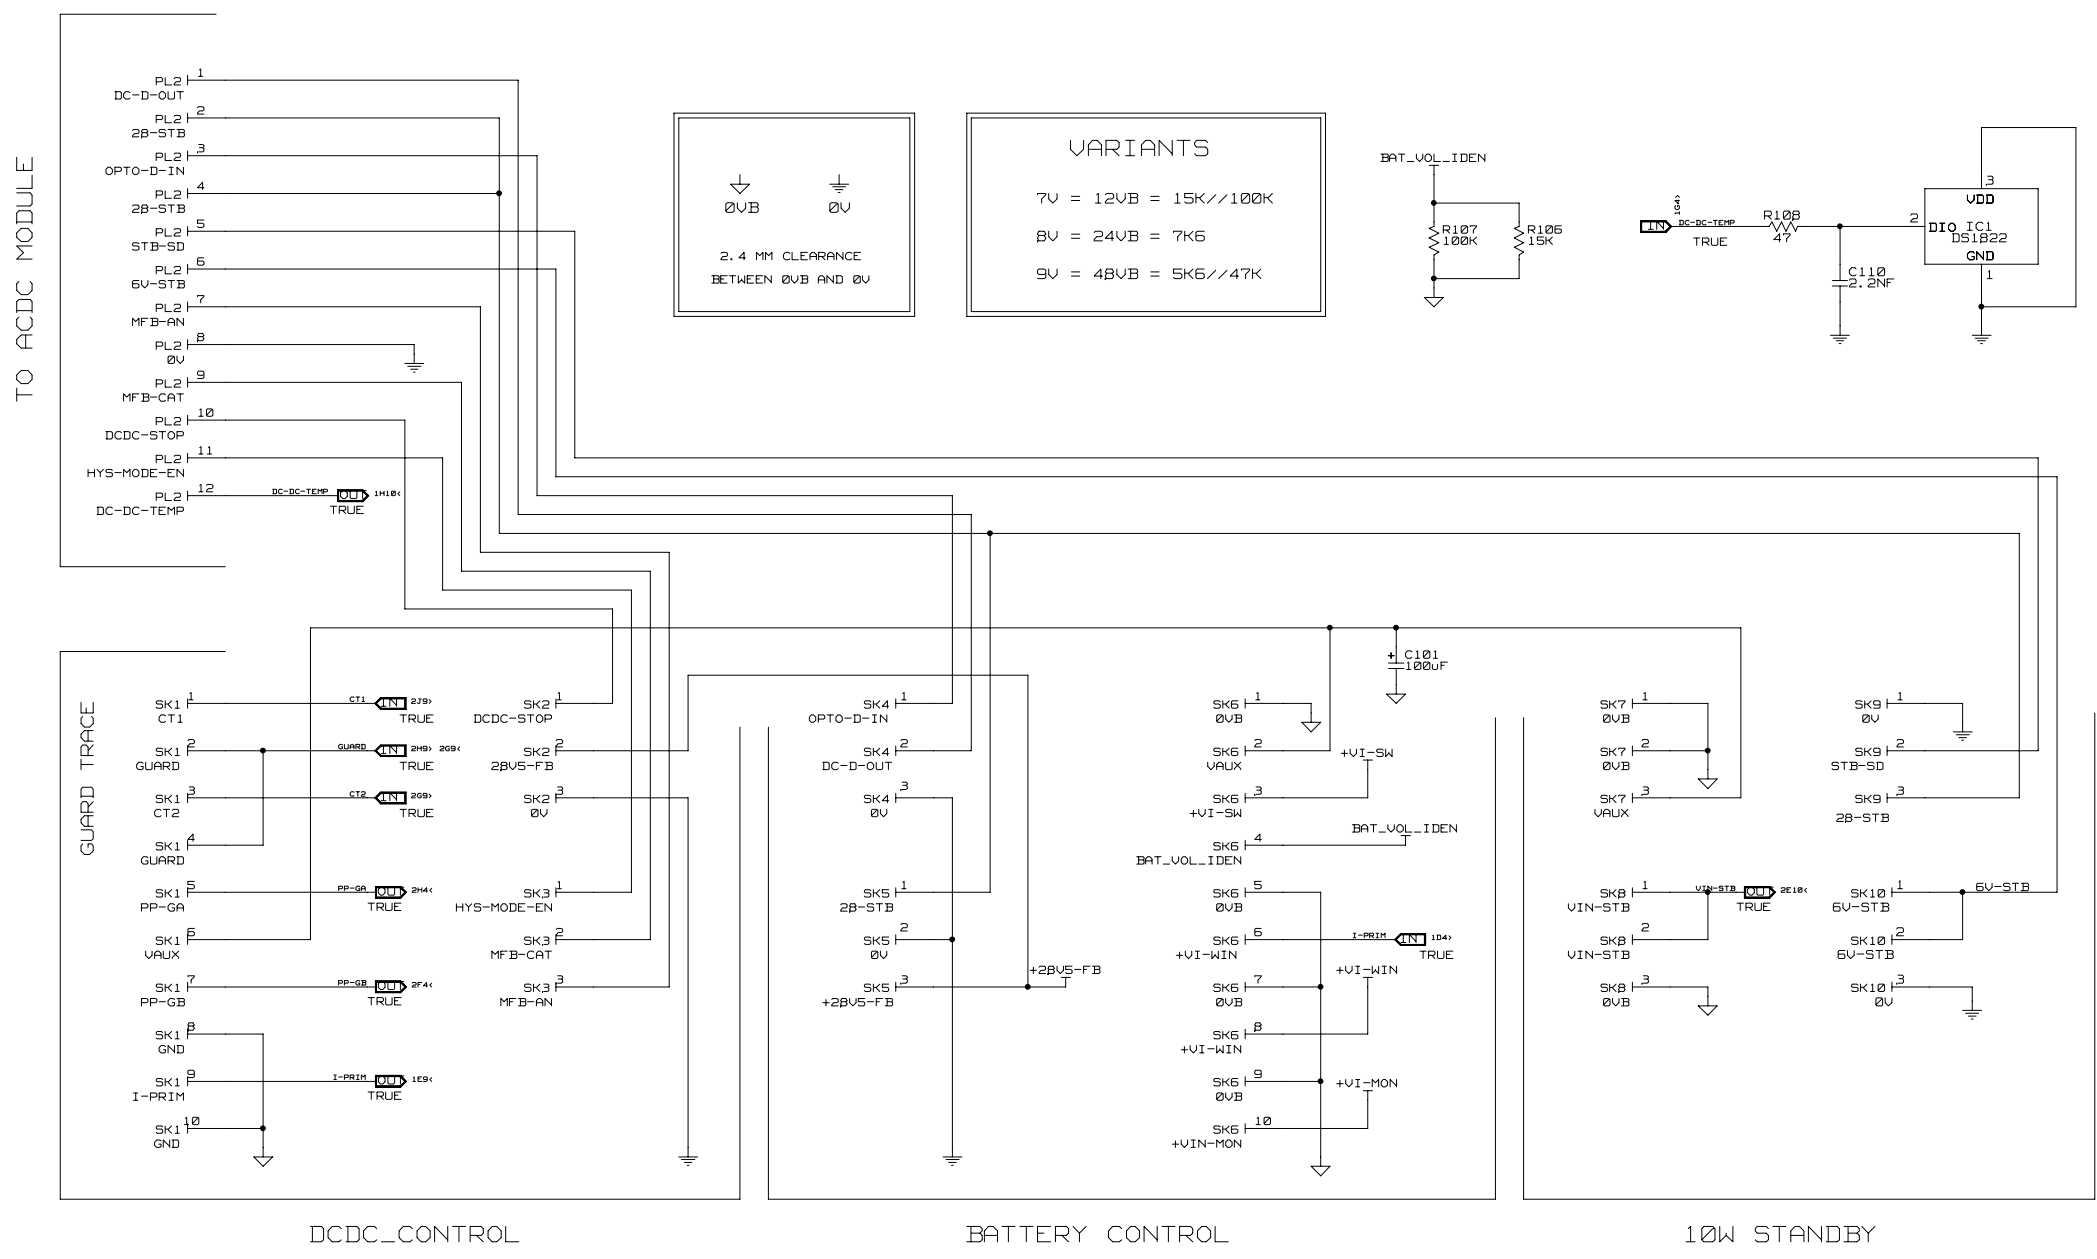 TO ACDC MODULE
PL2 1
DC-D-OUT
PL2 2
28-STB
PL2 3
OPTO-D-IN
PL2 4
28-STB
PL2 5
STB-SD
PL2 6
6V-STB
PL2 7
MFB-AN
PL2 8
0V
PL2 9
MFB-CAT
PL2 10
DCDC-STOP
PL2 11
HYS-MODE-EN
PL2 12
DC-DC-TEMP
DC-DC-TEMP OUT 1H10<
TRUE
0VB 0V
2.4 MM CLEARANCE
BETWEEN 0VB AND 0V
VARIANTS
7V = 12VB = 15K//100K
8V = 24VB = 7K6
9V = 48VB = 5K6//47K
BAT_VOL_IDEN
R107
100K
R106
15K
1G4>
IN DC-DC-TEMP
TRUE
R108
47
C110
2.2NF
3
VDD
2
DIO IC1
DS1822
GND
1
C101
+ 100uF
GUARD TRACE
SK1 1
CT1
CT1 IN 2J9>
TRUE
SK1 2
GUARD
GUARD IN 2H9> 2G9<
TRUE
SK1 3
CT2
CT2 IN 2G9>
TRUE
SK1 4
GUARD
SK1 5
PP-GA
PP-GA OUT 2H4<
TRUE
SK1 6
VAUX
SK1 7
PP-GB
PP-GB OUT 2F4<
TRUE
SK1 8
GND
SK1 9
I-PRIM
I-PRIM OUT 1E9<
TRUE
SK1 10
GND
SK2 1
DCDC-STOP
SK2 2
28V5-FB
SK2 3
0V
SK3 1
HYS-MODE-EN
SK3 2
MFB-CAT
SK3 3
MFB-AN
DCDC_CONTROL
SK4 1
OPTO-D-IN
SK4 2
DC-D-OUT
SK4 3
0V
SK5 1
28-STB
SK5 2
0V
SK5 3
+28V5-FB
+28V5-FB
SK6 1
0VB
SK6 2
VAUX
+VI-SW
SK6 3
+VI-SW
SK6 4
BAT_VOL_IDEN
BAT_VOL_IDEN
SK6 5
0VB
SK6 6
+VI-WIN
I-PRIM IN 1D4>
TRUE
+VI-WIN
SK6 7
0VB
SK6 8
+VI-WIN
SK6 9
0VB
+VI-MON
SK6 10
+VIN-MON
BATTERY CONTROL
SK7 1
0VB
SK7 2
0VB
SK7 3
VAUX
SK8 1
VIN-STB
VIN-STB OUT 2E10<
TRUE
SK8 2
VIN-STB
SK8 3
0VB
SK9 1
0V
SK9 2
STB-SD
SK9 3
28-STB
SK10 1
6V-STB
6V-STB
SK10 2
6V-STB
SK10 3
0V
10W STANDBY